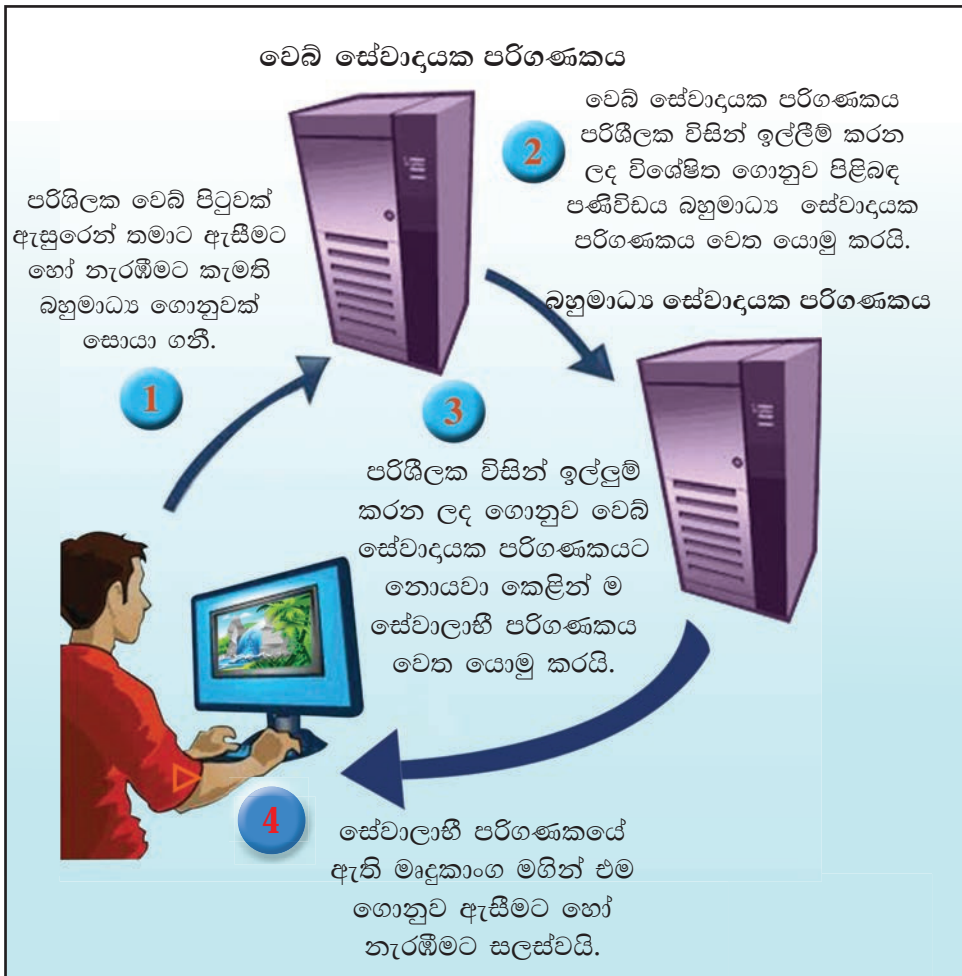 වෙබ් සේවාදායක පරිගණකය
1
පරිශිලක වෙබ් පිටුවක්
ඇසුරෙන් තමාට ඇසීමට
හෝ නැරඹීමට කැමති
බහුමාධ්‍ය ගොනුවක්
සොයා ගනී.
2
වෙබ් සේවාදායක පරිගණකය
පරිශීලක විසින් ඉල්ලීම් කරන
ලද විශේෂිත ගොනුව පිළිබඳ
පණිවිඩය බහුමාධ්‍ය සේවාදායක
පරිගණකය වෙත යොමු කරයි.
බහුමාධ්‍ය සේවාදායක පරිගණකය
3
පරිශීලක විසින් ඉල්ලුම්
කරන ලද ගොනුව වෙබ්
සේවාදායක පරිගණකයට
නොයවා කෙළින් ම
සේවාලාභී පරිගණකය
වෙත යොමු කරයි.
4
සේවාලාභී පරිගණකයේ
ඇති මෘදුකාංග මගින් එම
ගොනුව ඇසීමට හෝ
නැරඹීමට සලස්වයි.